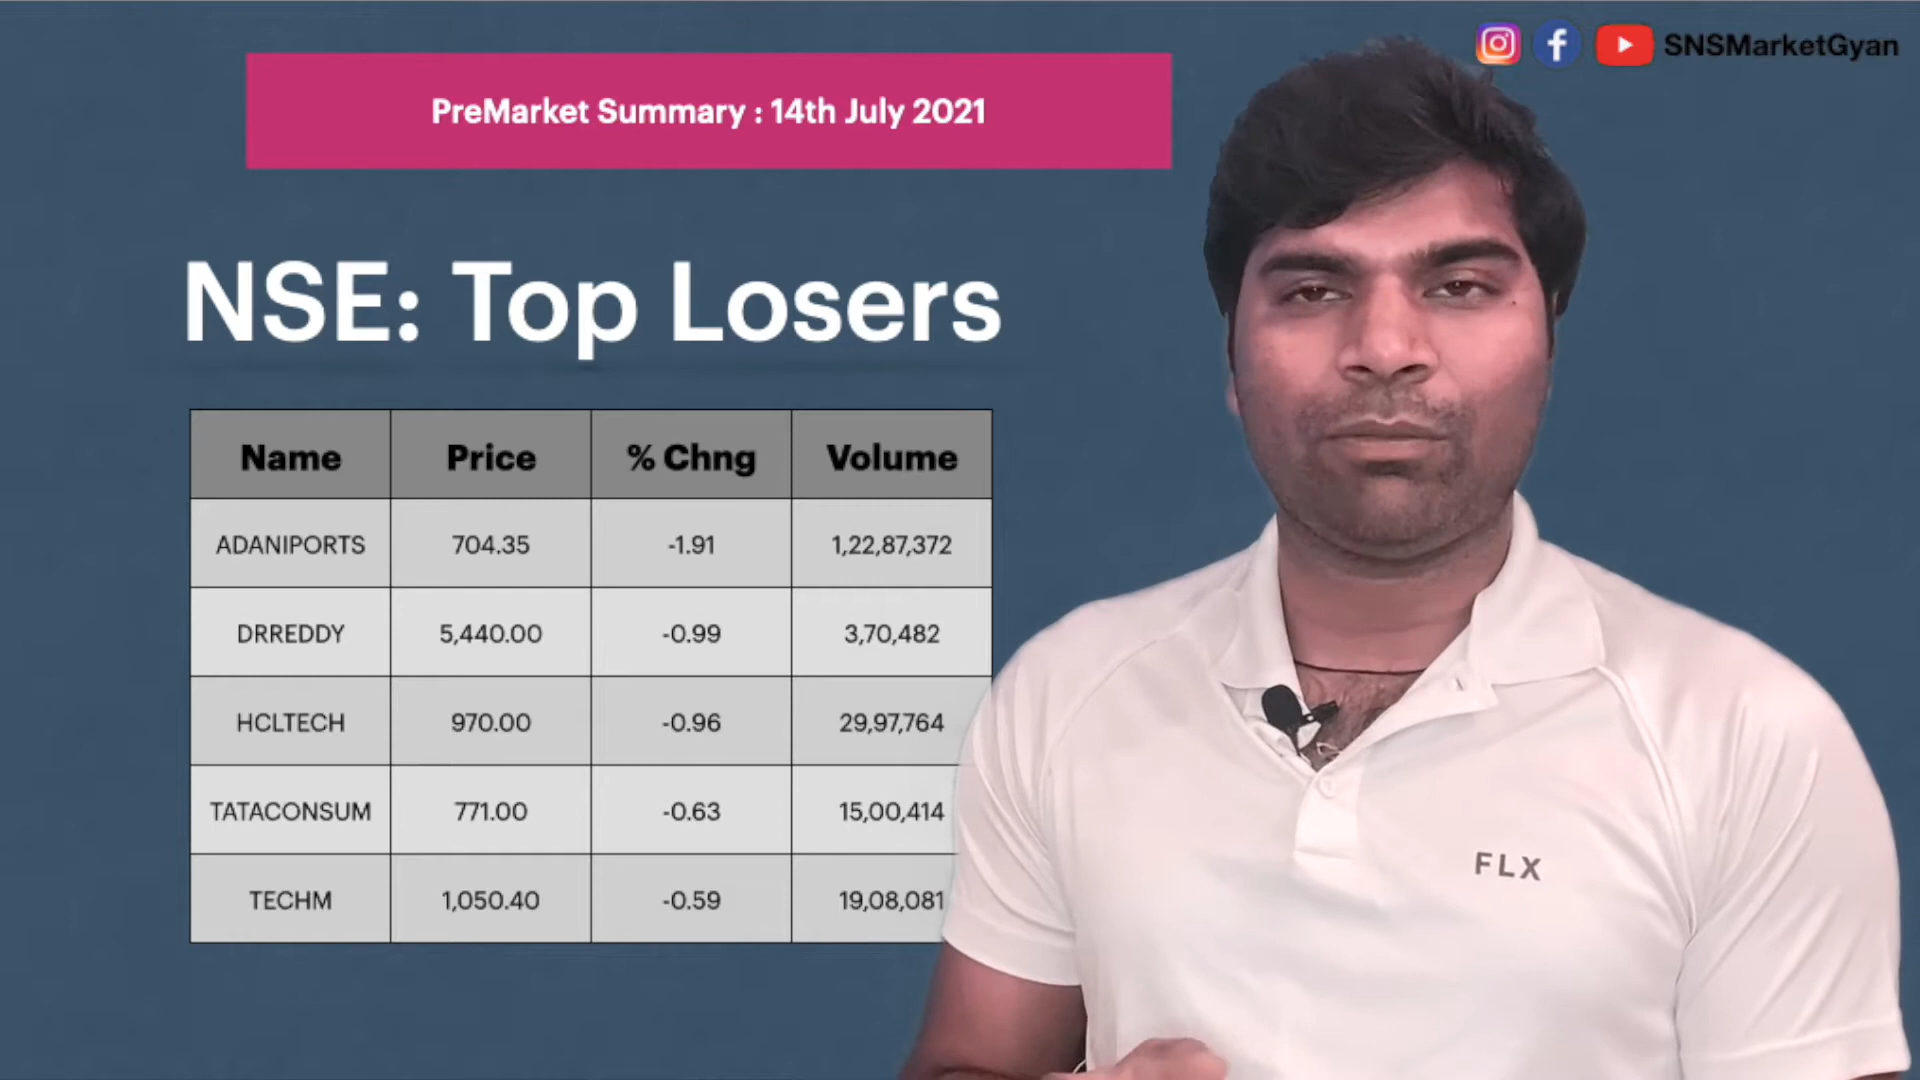 SNSMarketGyan
PreMarket Summary : 14th July 2021
NSE: Top Losers
Name Price % Chng Volume
ADANIPORTS 704.35 -1.91 1,22,87,372
DRREDDY 5,440.00 -0.99 3,70,482
HCLTECH 970.00 -0.96 29,97,764
TATACONSUM 771.00 -0.63 15,00,414
TECHM 1,050.40 -0.59 19,08,081
FLX